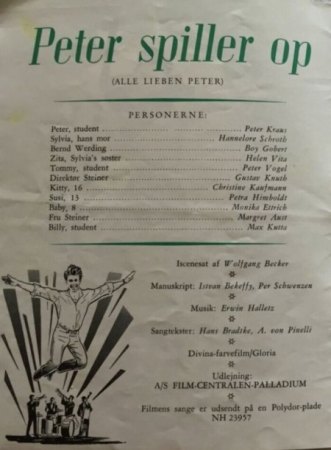 Peter spiller op
(ALLE LIEBEN PETER)
PERSONERNE:
Peter, student ........ Peter Kraus
Sylvia, hans mor ........ Hannelore Schroth
Bernd Werding ........ Boy Gobert
Zita, Sylvia's søster ........ Helen Vita
Tommy, student ........ Peter Vogel
Direktør Steiner ........ Gustav Knuth
Kitty, 16 ........ Christine Kaufmann
Susi, 13 ........ Petra Himboldt
Baby, 8 ........ Monika Ettrich
Fru Steiner ........ Margret Aust
Billy, student ........ Max Kutta
Iscenesat af Wolfgang Becker
Manuskript: Istvan Bekeffy, Per Schwenzen
Musik: Erwin Halletz
Sangtekster: Hans Bradtke, A. von Pinelli
Divina-farvefilm/Gloria
Udlejning:
A/S FILM-CENTRALEN-PALLADIUM
Filmens sange er udsendt på en Polydor-plade
NH 23957